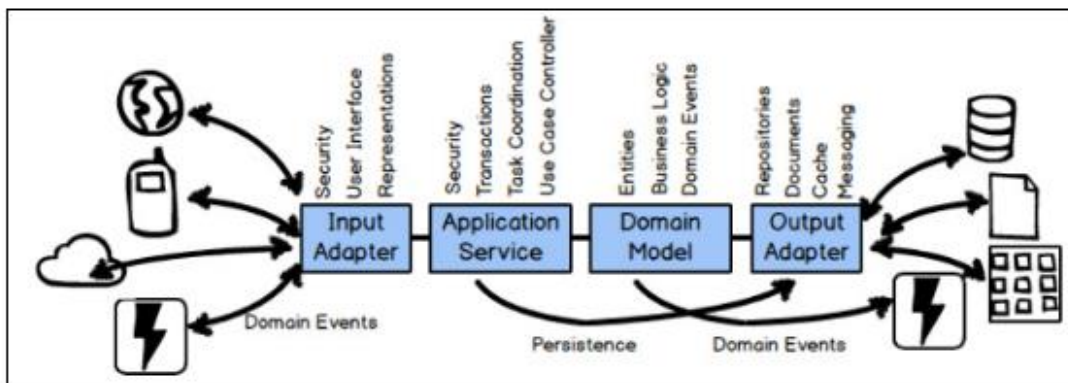 Security
User Interface
Representations
Security
Transactions
Task Coordination
Use Case Controller
Entities
Business Logic
Domain Events
Repositories
Documents
Cache
Messaging
Input
Adapter
Application
Service
Domain
Model
Output
Adapter
Domain Events
Persistence
Domain Events